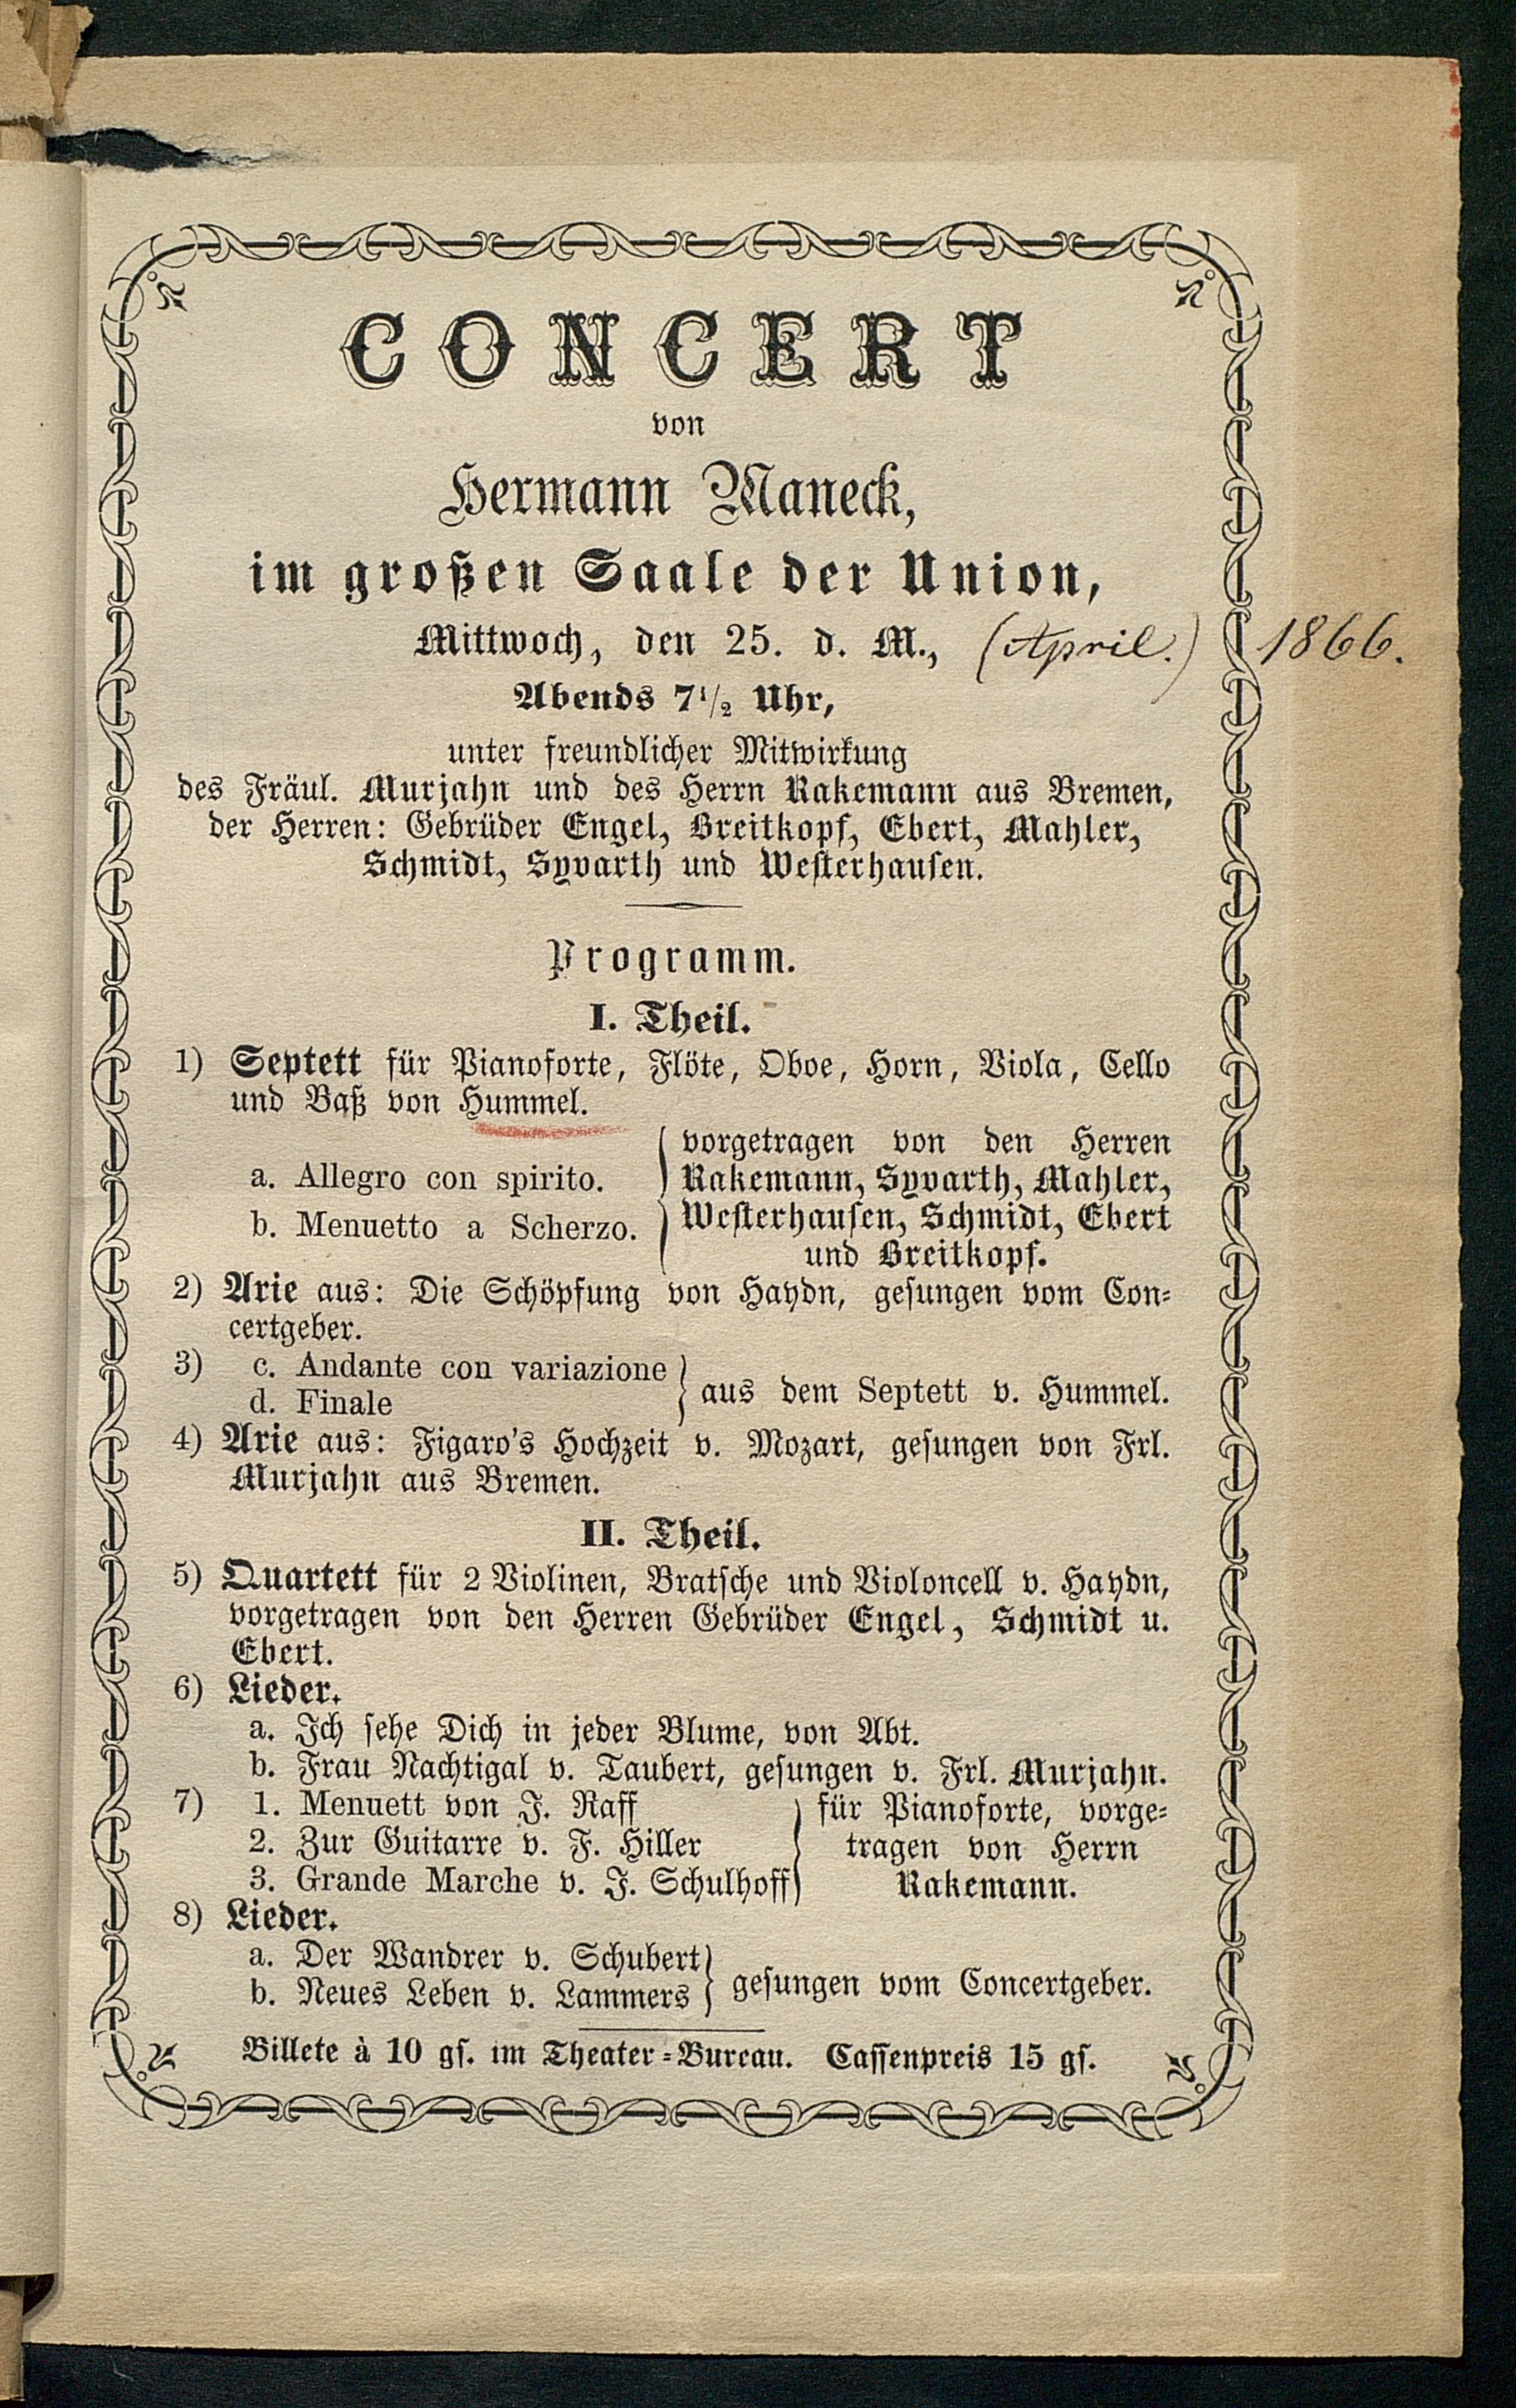 CONCERT
von
Hermann Maneck,
im großen Saale der Union,
Mittwoch, den 25. d. M., (April.) 1866.
Abends 7½ Uhr,
unter freundlicher Mitwirkung
des Fräul. Murjahn und des Herrn Rakemann aus Bremen,
der Herren: Gebrüder Engel, Breitkopf, Ebert, Mahler,
Schmidt, Syvarth und Westerhausen.
Programm.
I. Theil.
1) Septett für Pianoforte, Flöte, Oboe, Horn, Viola, Cello
und Baß von Hummel.
a. Allegro con spirito.
b. Menuetto a Scherzo.
vorgetragen von den Herren
Rakemann, Syvarth, Mahler,
Westerhausen, Schmidt, Ebert
und Breitkopf.
2) Arie aus: Die Schöpfung von Haydn, gesungen vom Con-
certgeber.
3) c. Andante con variazione
d. Finale
aus dem Septett v. Hummel.
4) Arie aus: Figaro's Hochzeit v. Mozart, gesungen von Frl.
Murjahn aus Bremen.
II. Theil.
5) Quartett für 2 Violinen, Bratsche und Violoncell v. Haydn,
vorgetragen von den Herren Gebrüder Engel, Schmidt u.
Ebert.
6) Lieder.
a. Ich sehe Dich in jeder Blume, von Abt.
b. Frau Nachtigal v. Taubert, gesungen v. Frl. Murjahn.
7) 1. Menuett von J. Raff
2. Zur Guitarre v. F. Hiller
3. Grande Marche v. J. Schulhoff
für Pianoforte, vorge-
tragen von Herrn
Rakemann.
8) Lieder.
a. Der Wandrer v. Schubert
b. Neues Leben v. Lammers
gesungen vom Concertgeber.
Billete à 10 gs. im Theater-Bureau. Cassenpreis 15 gs.